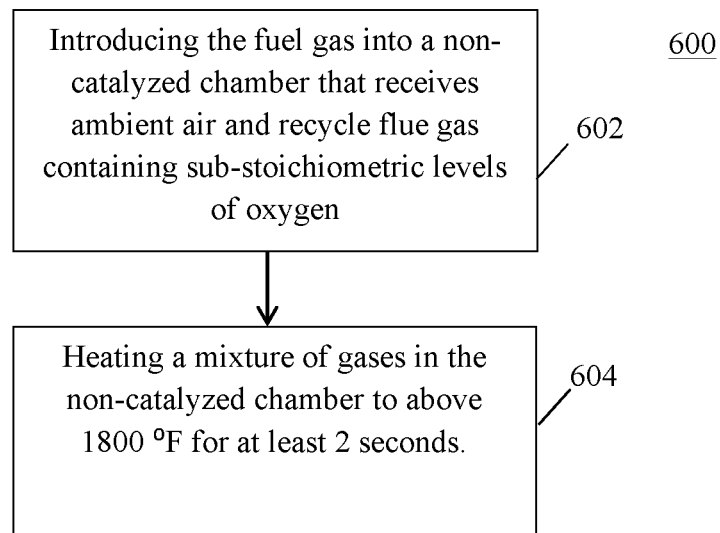 Introducing the fuel gas into a non-
catalyzed chamber that receives
ambient air and recycle flue gas
containing sub-stoichiometric levels
of oxygen
600
602
Heating a mixture of gases in the
non-catalyzed chamber to above
1800 ⁰F for at least 2 seconds.
604